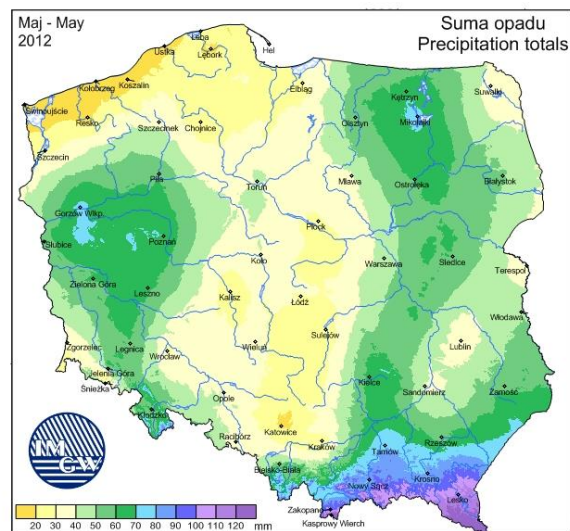 Maj - May
2012
Suma opadu
Precipitation totals
Łeba
Ustka
Lębork
Hel
Koszalin
Kołobrzeg
Elbląg
Kętrzyn
Suwałki
Świnoujście
Resko
Szczecinek
Chojnice
Olsztyn
Mikołajki
Szczecin
Piła
Toruń
Mława
Ostrołęka
Białystok
Gorzów Wlkp.
Płock
Słubice
Poznań
Koło
Warszawa
Siedlce
Terespol
Zielona Góra
Leszno
Kalisz
Łódź
Włodawa
Sulejów
Zgorzelec
Legnica
Wrocław
Wieluń
Lublin
Jelenia Góra
Śnieżka
Opole
Kielce
Sandomierz
Zamość
Kłodzko
Katowice
Racibórz
Kraków
Rzeszów
Tarnów
Bielsko-Biała
Nowy Sącz
Krosno
Lesko
Zakopane
Kasprowy Wierch
IM
GW
20 30 40 50 60 70 80 90 100 110 120 mm